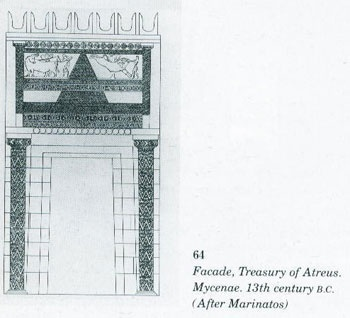 64
Facade, Treasury of Atreus.
Mycenae. 13th century B.C.
(After Marinatos)